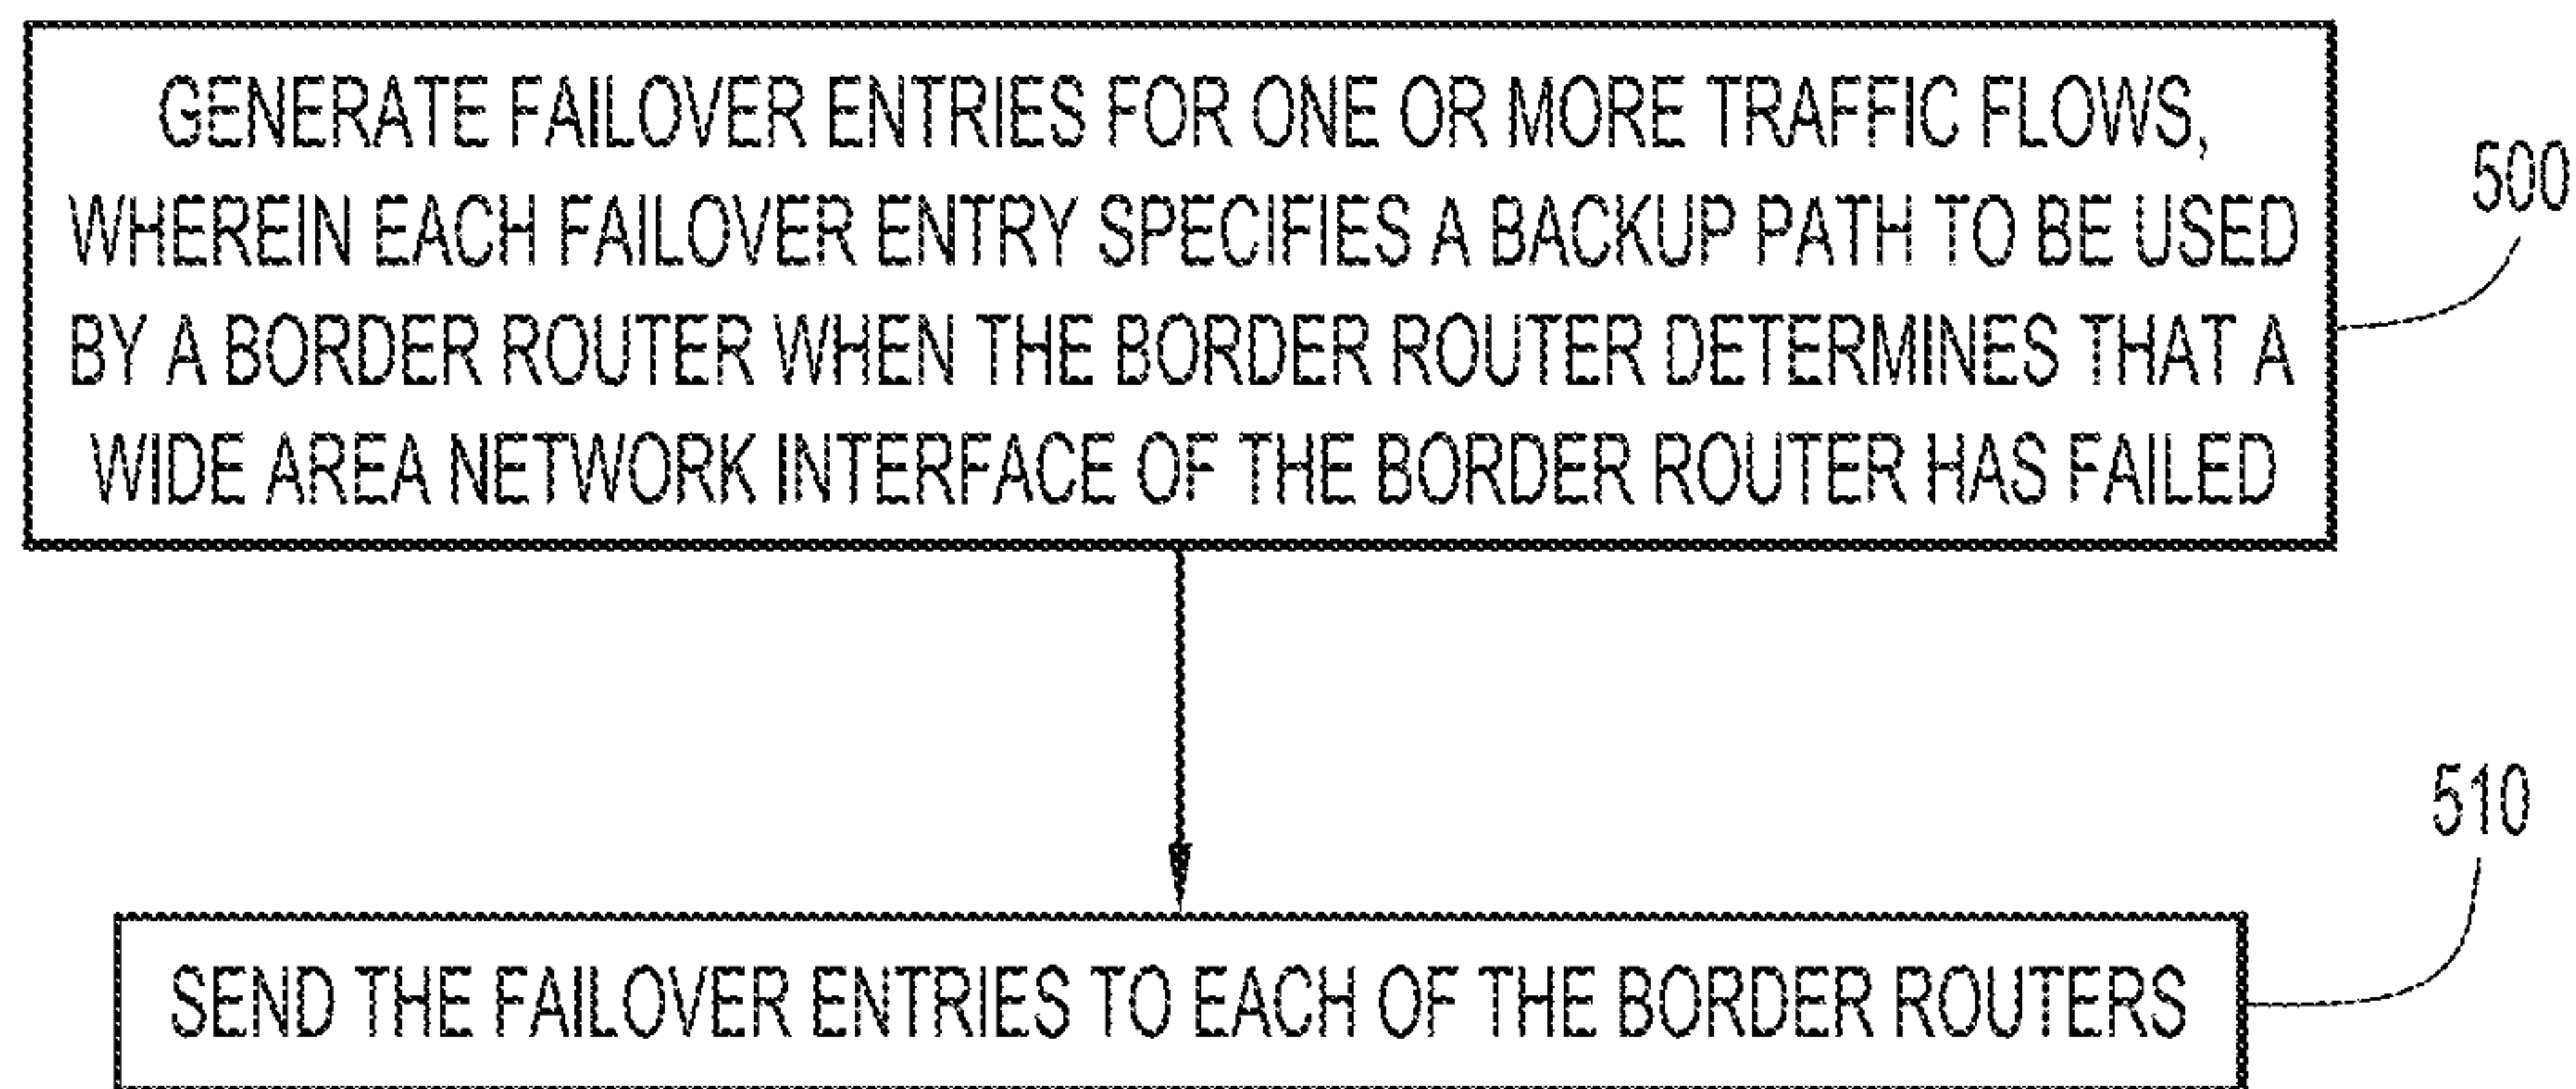 GENERATE FAILOVER ENTRIES FOR ONE OR MORE TRAFFIC FLOWS,
WHEREIN EACH FAILOVER ENTRY SPECIFIES A BACKUP PATH TO BE USED
BY A BORDER ROUTER WHEN THE BORDER ROUTER DETERMINES THAT A
WIDE AREA NETWORK INTERFACE OF THE BORDER ROUTER HAS FAILED
500
510
SEND THE FAILOVER ENTRIES TO EACH OF THE BORDER ROUTERS